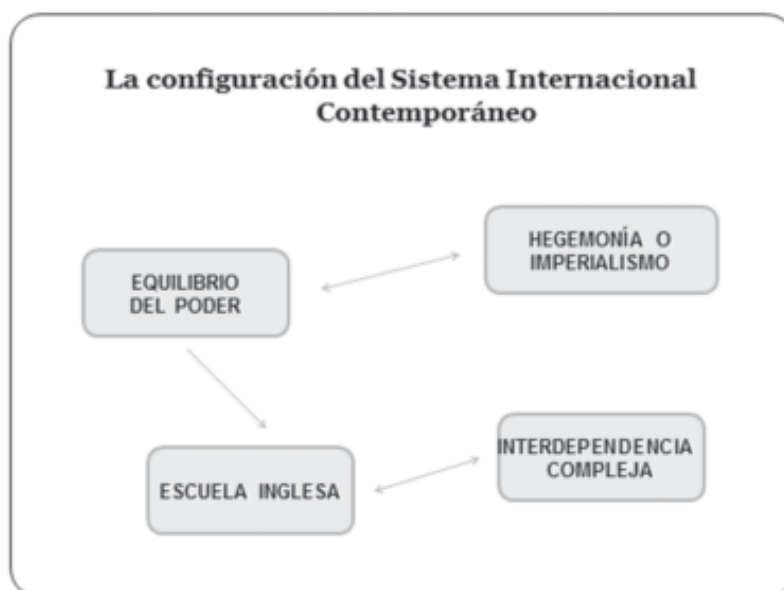 La configuración del Sistema Internacional
Contemporáneo
HEGEMONÍA O
IMPERIALISMO
EQUILIBRIO
DEL PODER
INTERDEPENDENCIA
COMPLEJA
ESCUELA INGLESA